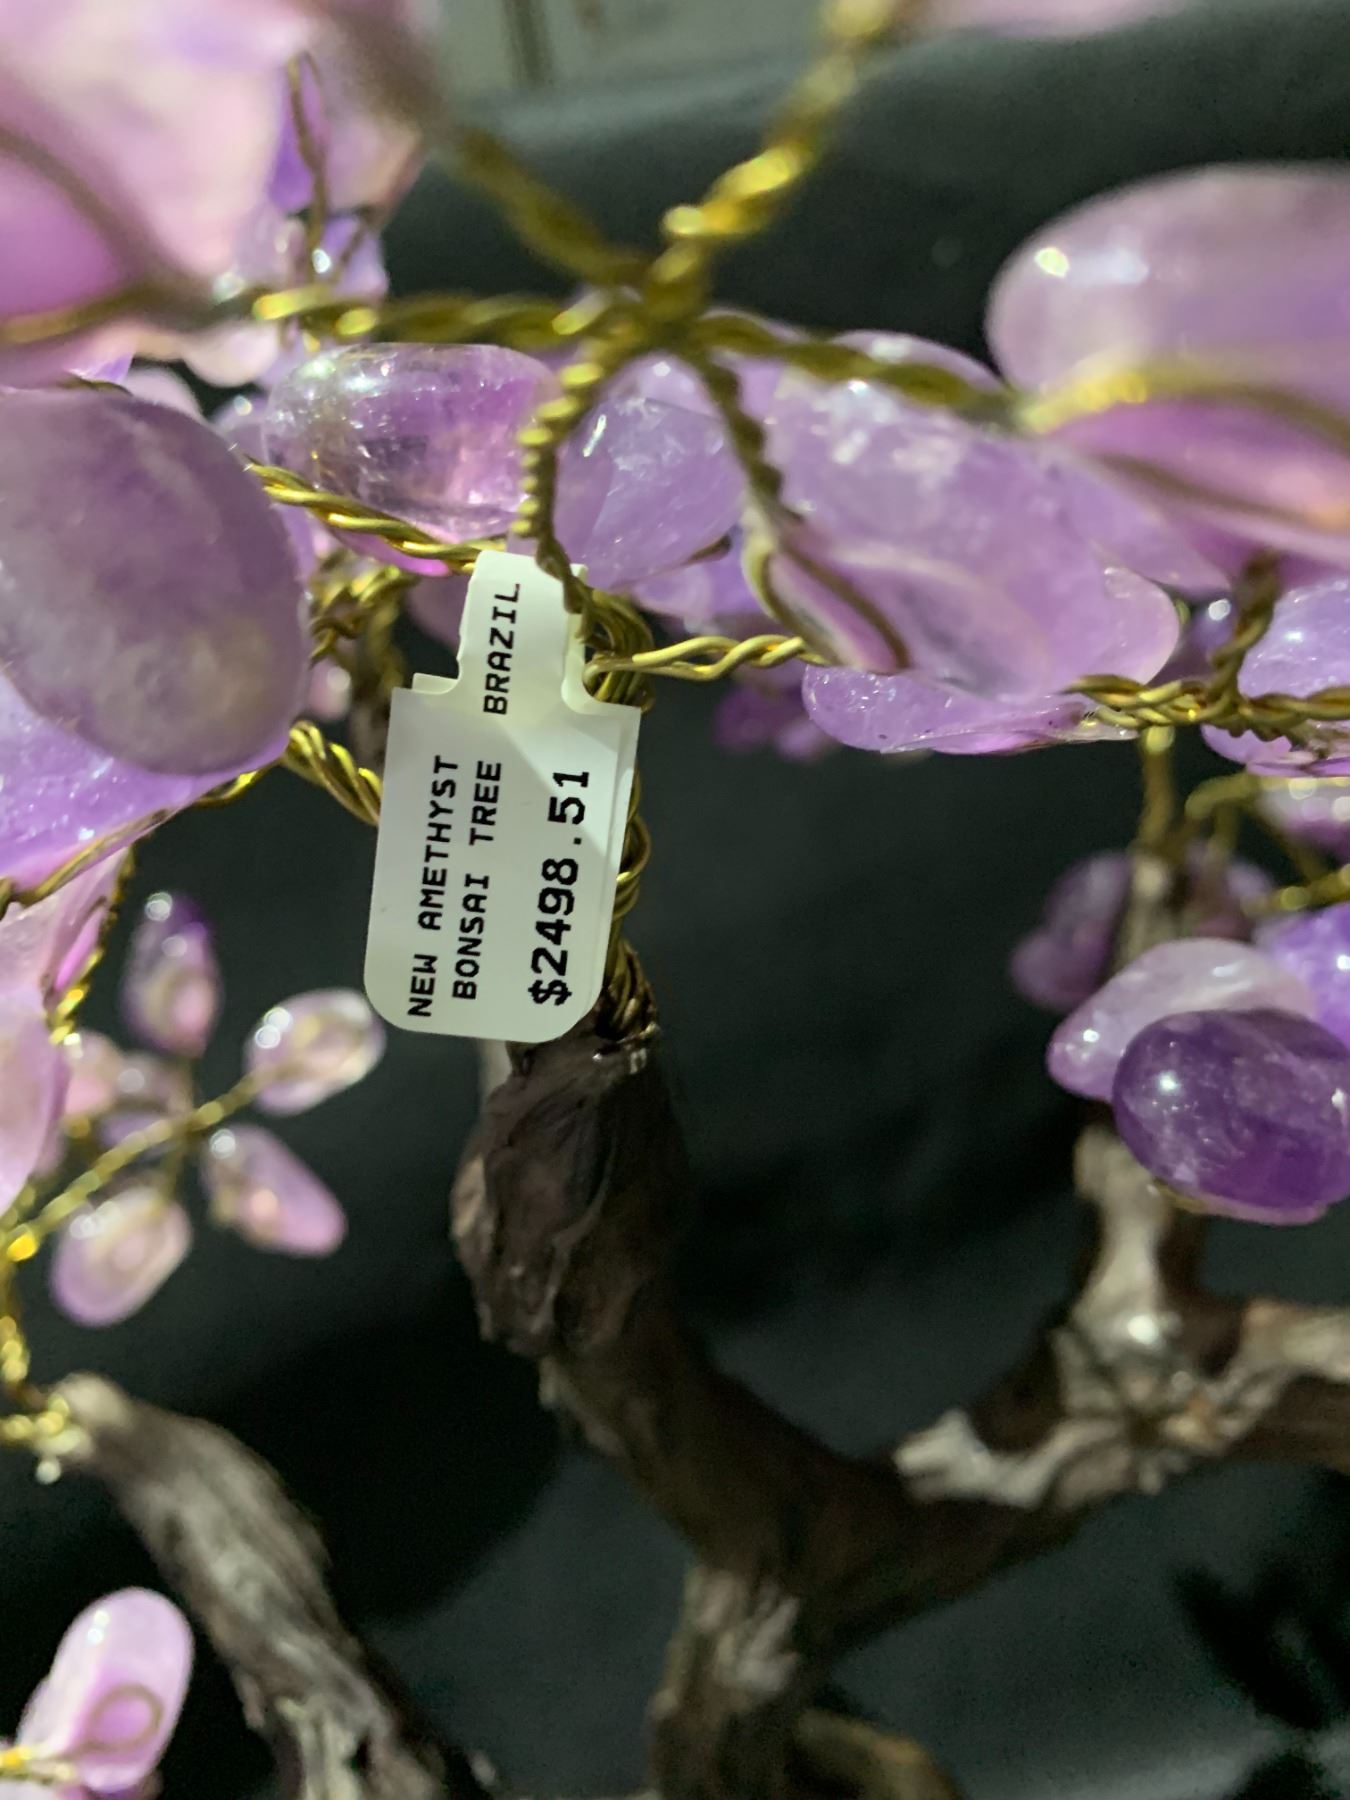 NEW AMETHYST
BONSAI TREE BRAZIL
$2498.51